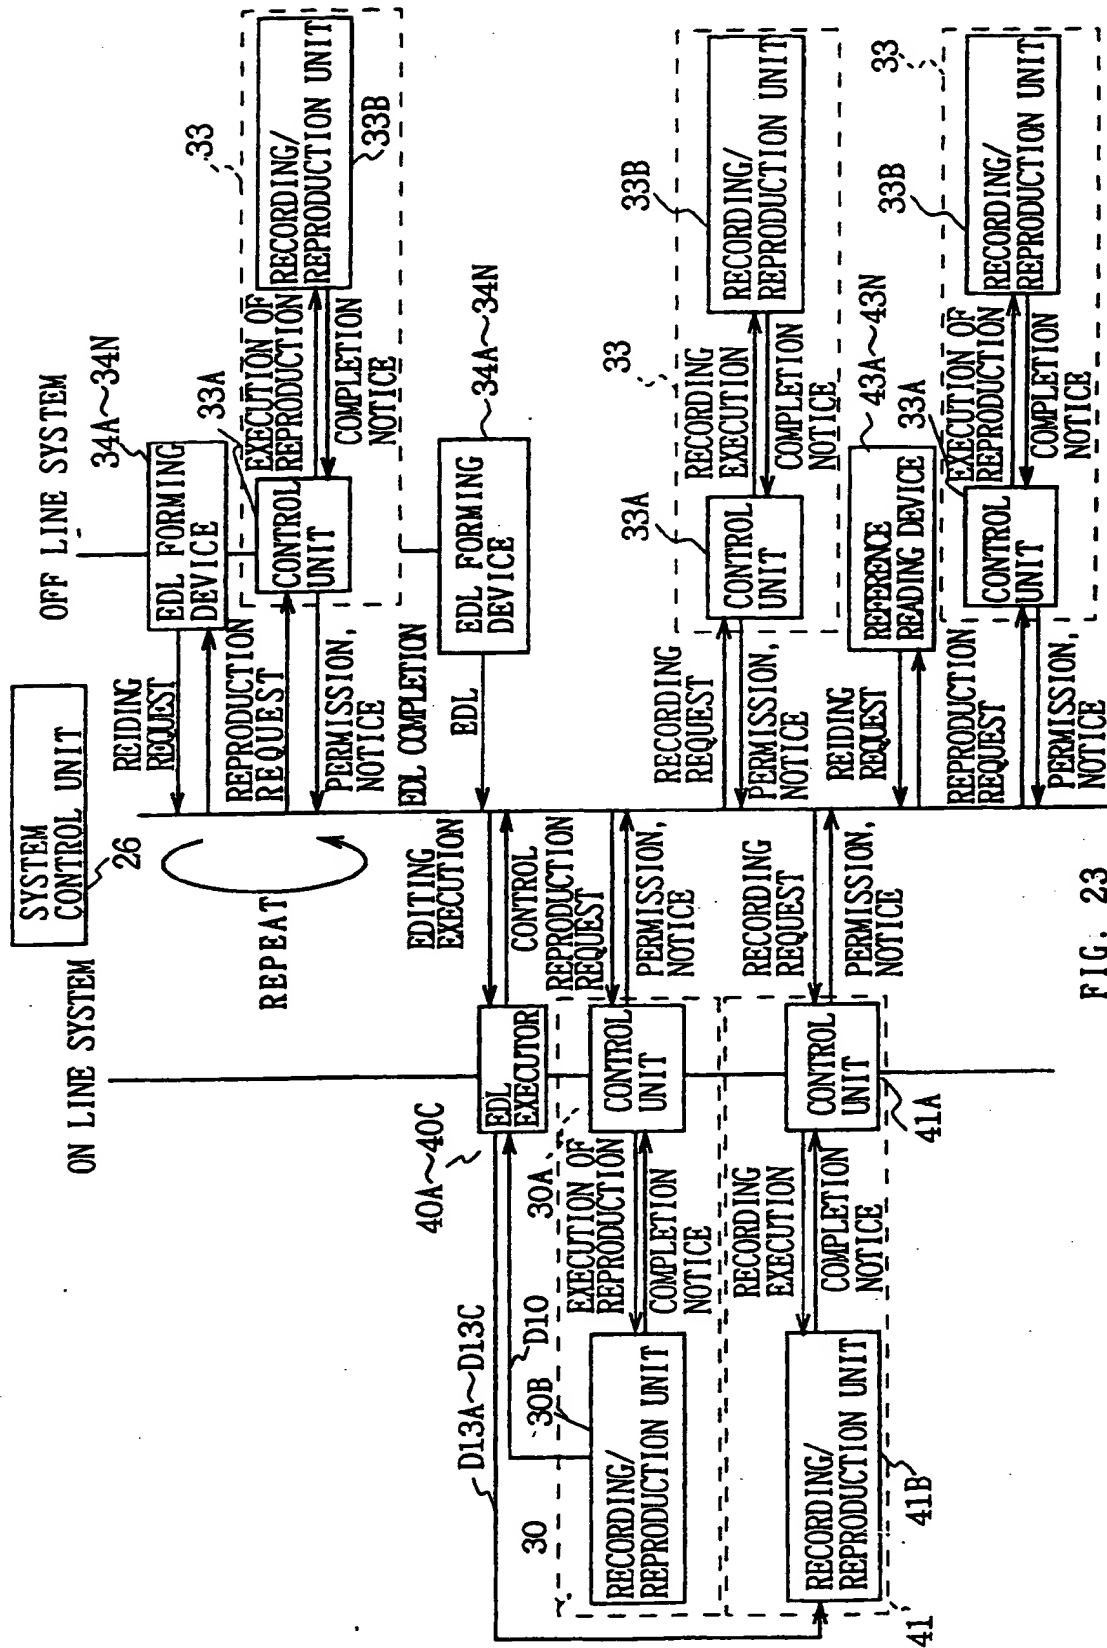 SYSTEM
CONTROL UNIT
26
ON LINE SYSTEM
OFF LINE SYSTEM
REPEAT
REIDING
REQUEST
EDL FORMING
DEVICE
34A~34N
REPRODUCTION
REQUEST
PERMISSION,
NOTICE
CONTROL
UNIT
33A
EXECUTION OF
REPRODUCTION
COMPLETION
NOTICE
RECORDING/
REPRODUCTION UNIT
33B
33
EDL COMPLETION
EDL
EDL FORMING
DEVICE
34A~34N
EDITING
EXECUTION
CONTROL
EDL
EXECUTOR
40A~40C
D13A~D13C
D10
REPRODUCTION
REQUEST
PERMISSION,
NOTICE
CONTROL
UNIT
30A
EXECUTION OF
REPRODUCTION
COMPLETION
NOTICE
RECORDING/
REPRODUCTION UNIT
30B
30
RECORDING
REQUEST
PERMISSION,
NOTICE
CONTROL
UNIT
33A
RECORDING
EXECUTION
COMPLETION
NOTICE
RECORDING/
REPRODUCTION UNIT
33B
33
RECORDING
REQUEST
PERMISSION,
NOTICE
CONTROL
UNIT
41A
RECORDING
EXECUTION
COMPLETION
NOTICE
RECORDING/
REPRODUCTION UNIT
41B
41
REIDING
REQUEST
REFERENCE
READING DEVICE
43A~43N
REPRODUCTION
REQUEST
PERMISSION,
NOTICE
CONTROL
UNIT
33A
EXECUTION OF
REPRODUCTION
COMPLETION
NOTICE
RECORDING/
REPRODUCTION UNIT
33B
33
FIG. 23